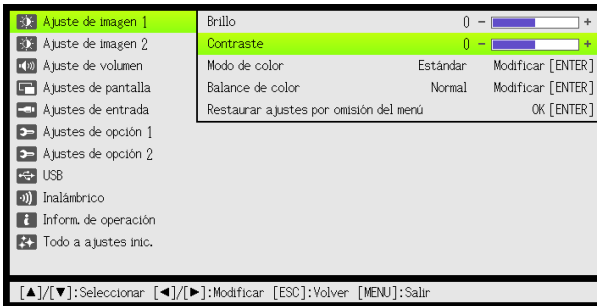 Ajuste de imagen 1
Ajuste de imagen 2
Ajuste de volumen
Ajustes de pantalla
Ajustes de entrada
Ajustes de opción 1
Ajustes de opción 2
USB
Inalámbrico
Inform. de operación
Todo a ajustes inic.
Brillo 0 - +
Contraste 0 - +
Modo de color Estándar Modificar [ENTER]
Balance de color Normal Modificar [ENTER]
Restaurar ajustes por omisión del menú OK [ENTER]
[▲]/[▼]:Seleccionar [◄]/[►]:Modificar [ESC]:Volver [MENU]:Salir